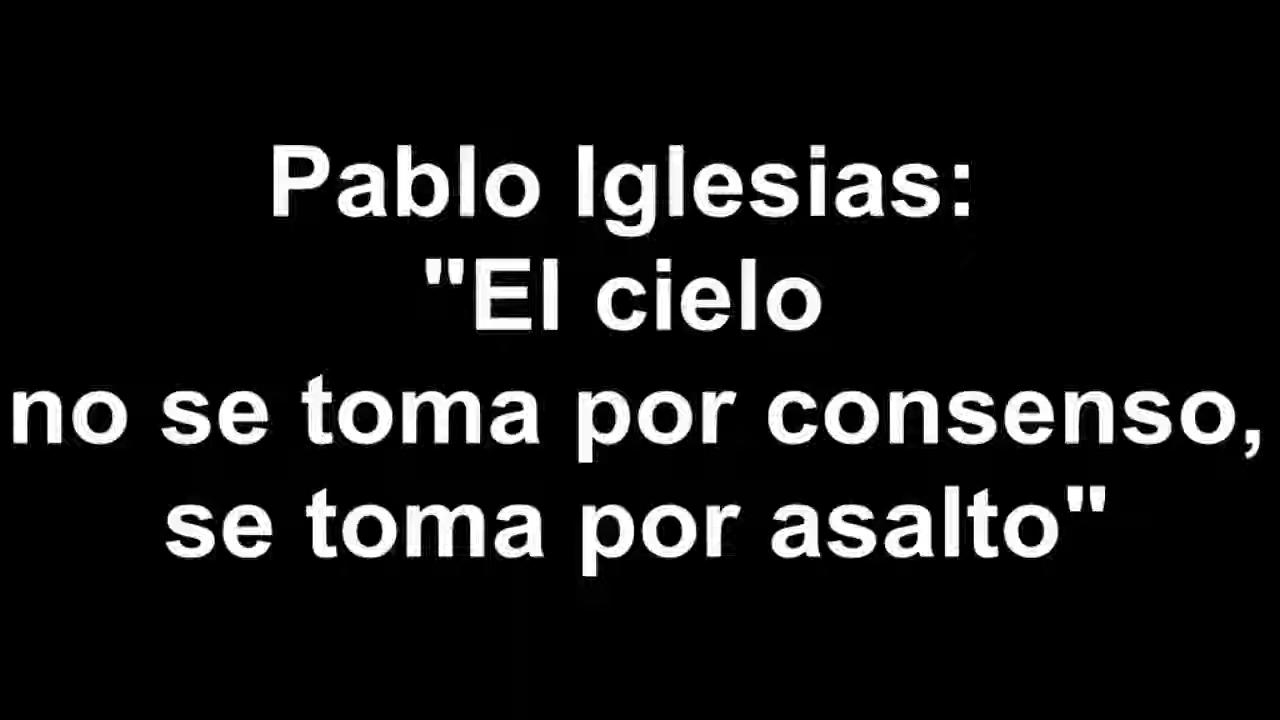 Pablo Iglesias:
"El cielo
no se toma por consenso,
se toma por asalto"